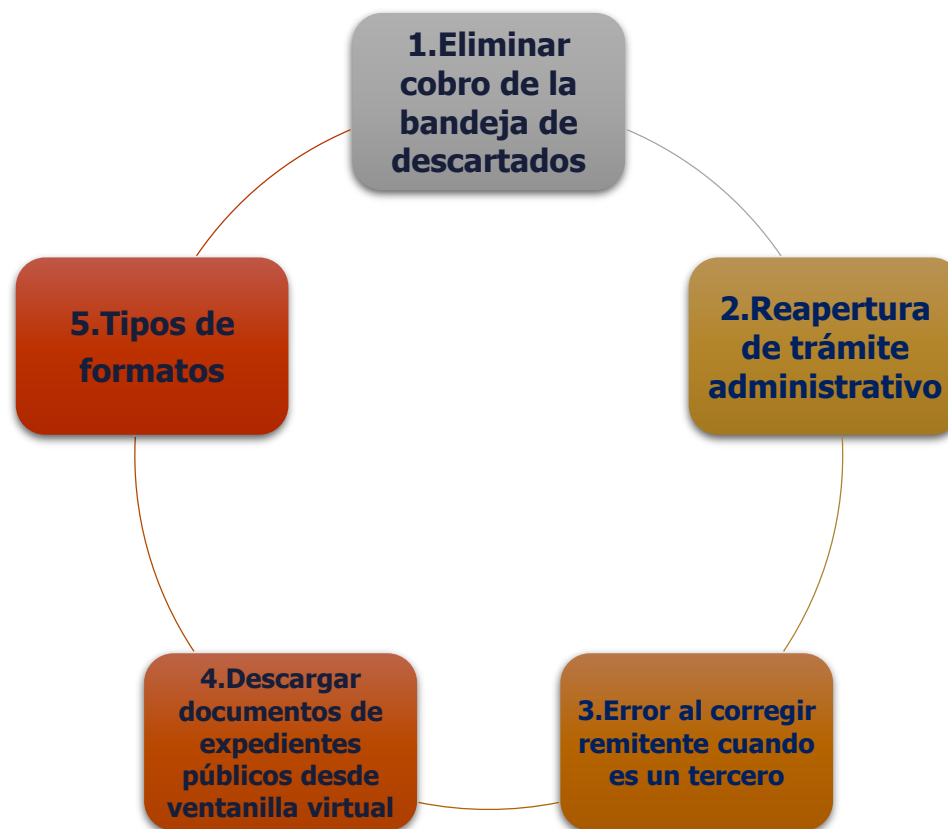 1.Eliminar
cobro de la
bandeja de
descartados
2.Reapertura
de trámite
administrativo
3.Error al corregir
remitente cuando
es un tercero
4.Descargar
documentos de
expedientes
públicos desde
ventanilla virtual
5.Tipos de
formatos